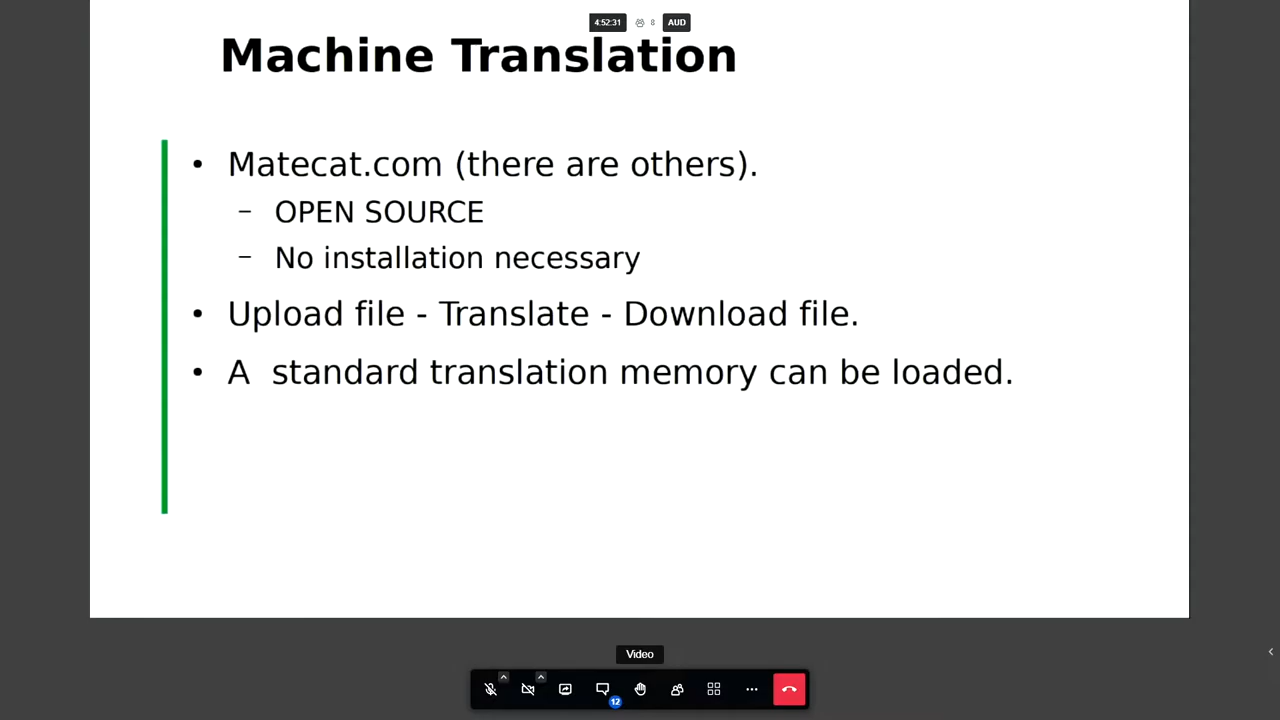 4:52:31 8 AUD
Machine Translation
• Matecat.com (there are others).
– OPEN SOURCE
– No installation necessary
• Upload file - Translate - Download file.
• A  standard translation memory can be loaded.
Video
12